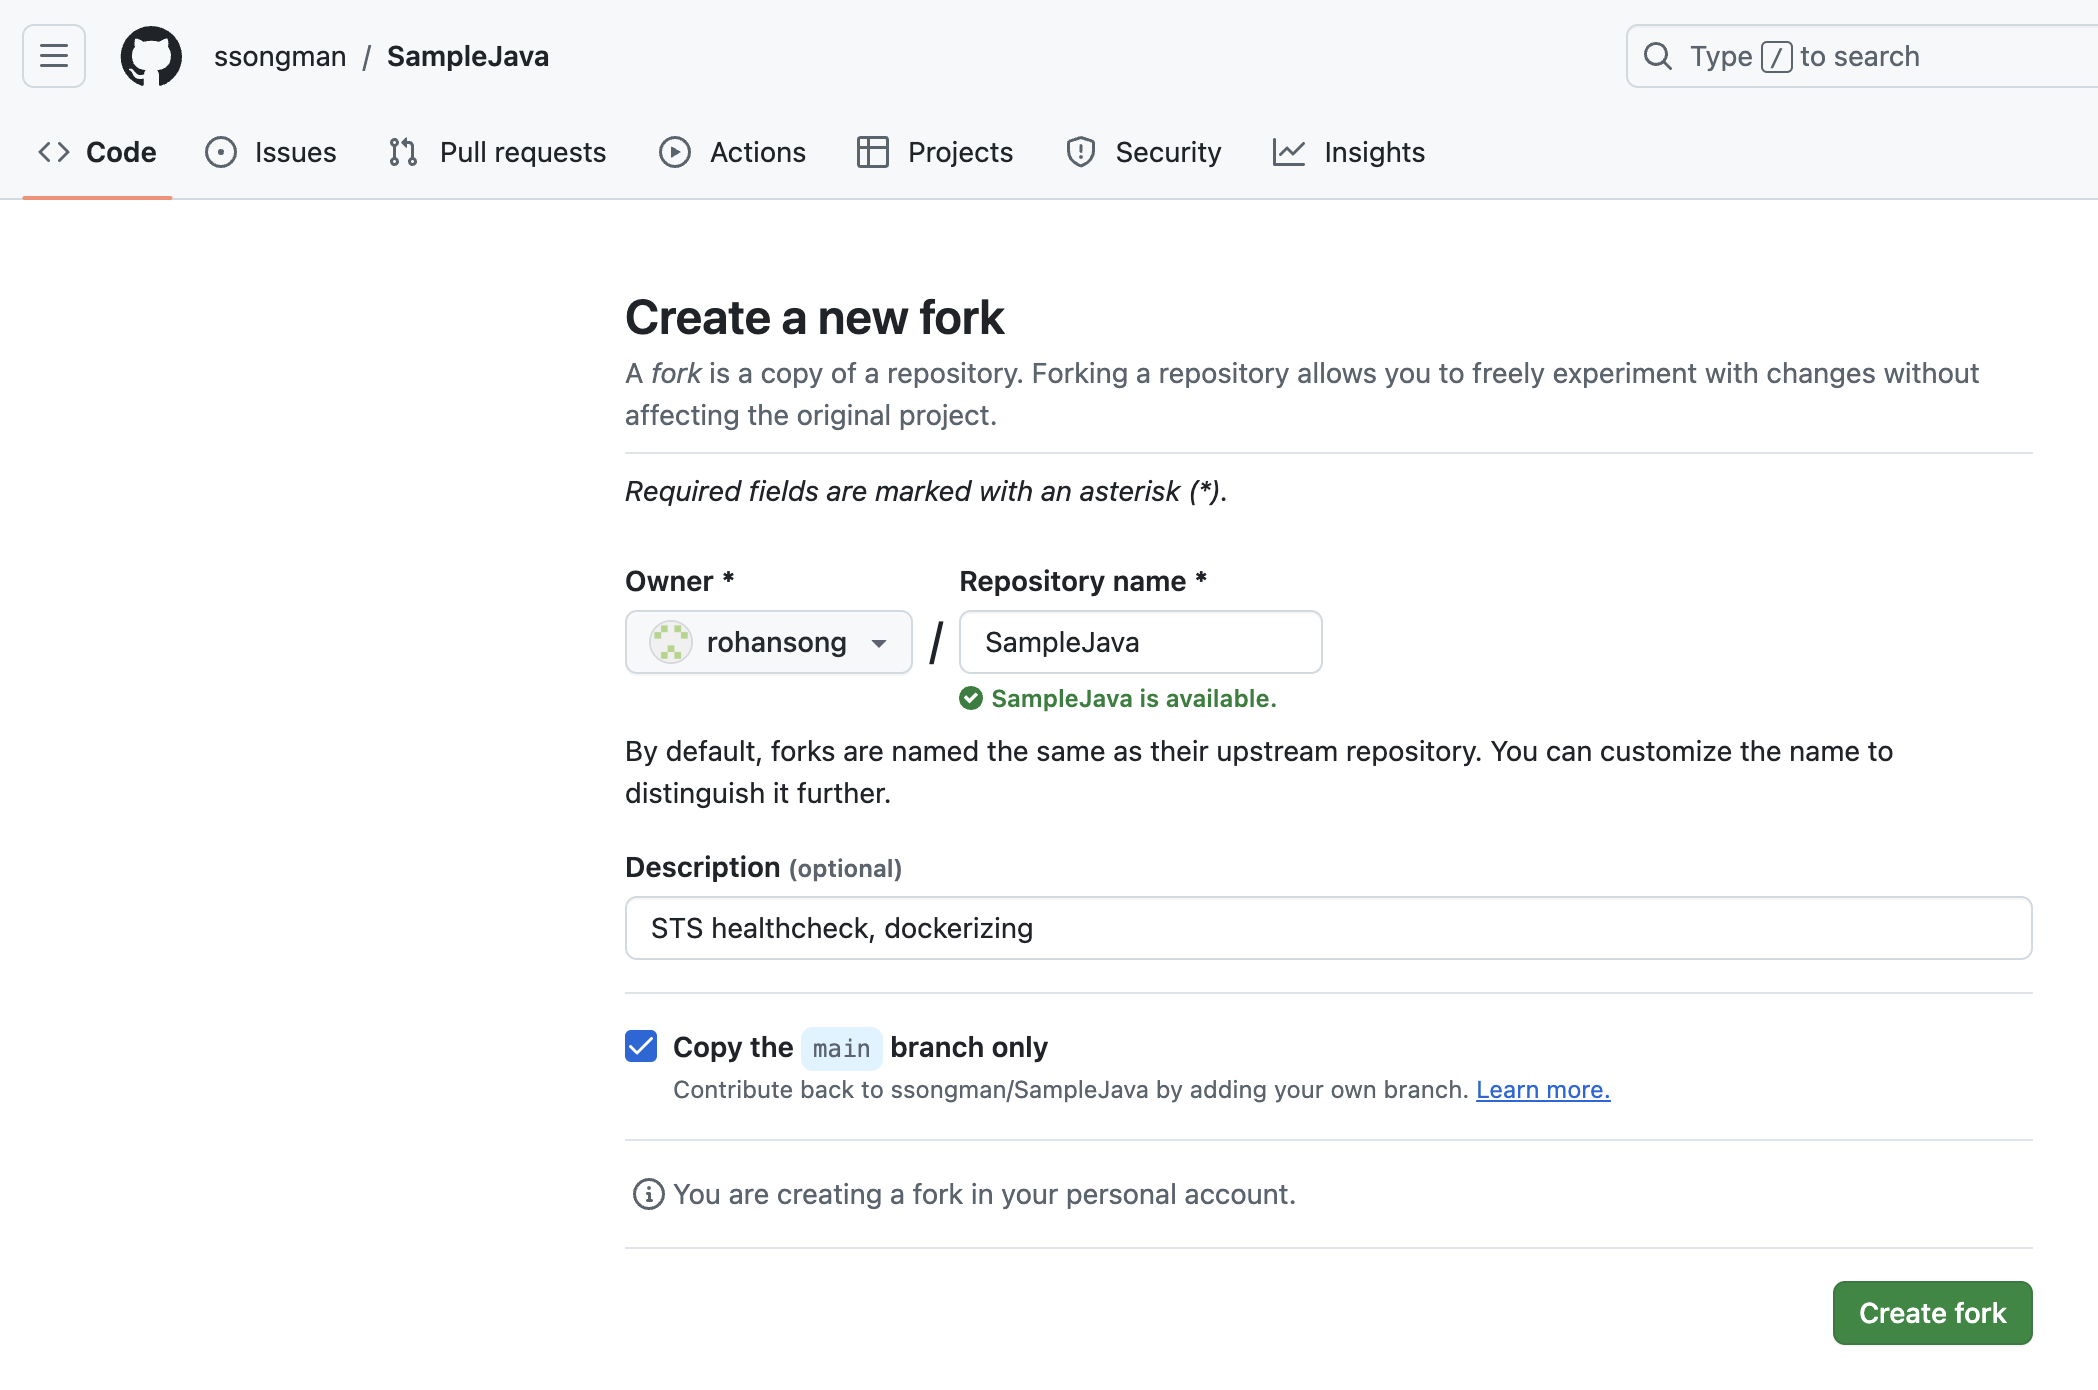 ssongman / SampleJava
Type / to search
Code Issues Pull requests Actions Projects Security Insights
Create a new fork
A fork is a copy of a repository. Forking a repository allows you to freely experiment with changes without
affecting the original project.
Required fields are marked with an asterisk (*).
Owner * Repository name *
rohansong / SampleJava
SampleJava is available.
By default, forks are named the same as their upstream repository. You can customize the name to
distinguish it further.
Description (optional)
STS healthcheck, dockerizing
Copy the main branch only
Contribute back to ssongman/SampleJava by adding your own branch. Learn more.
You are creating a fork in your personal account.
Create fork